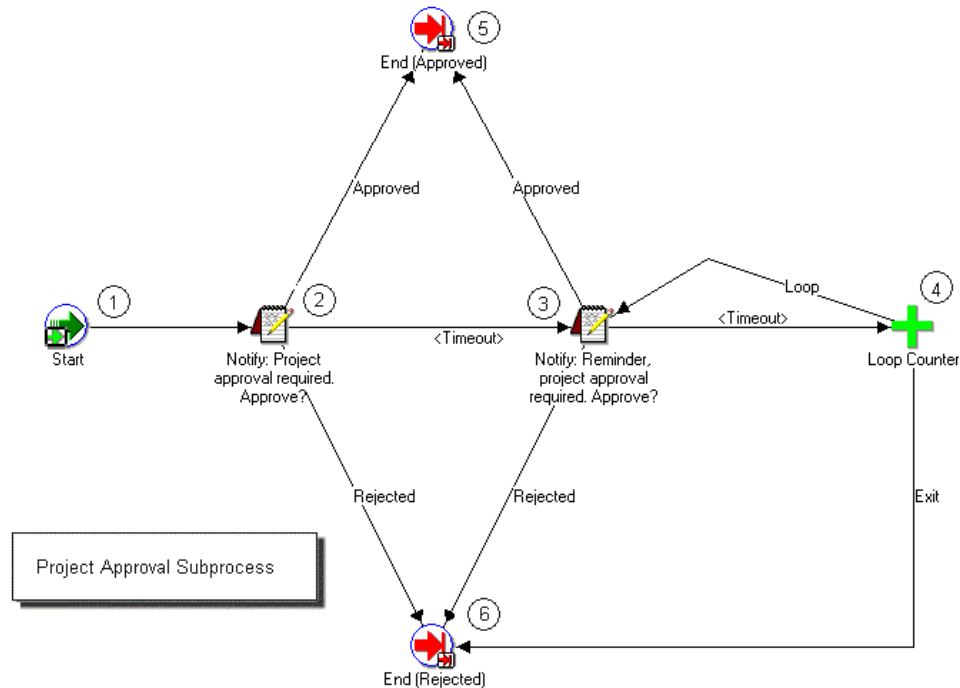 5
End (Approved)
Approved
Approved
1
2
3
4
Loop
<Timeout>
<Timeout>
Start
Notify: Project
approval required.
Approve?
Notify: Reminder,
project approval
required. Approve?
Loop Counter
Rejected
Rejected
Exit
Project Approval Subprocess
6
End (Rejected)